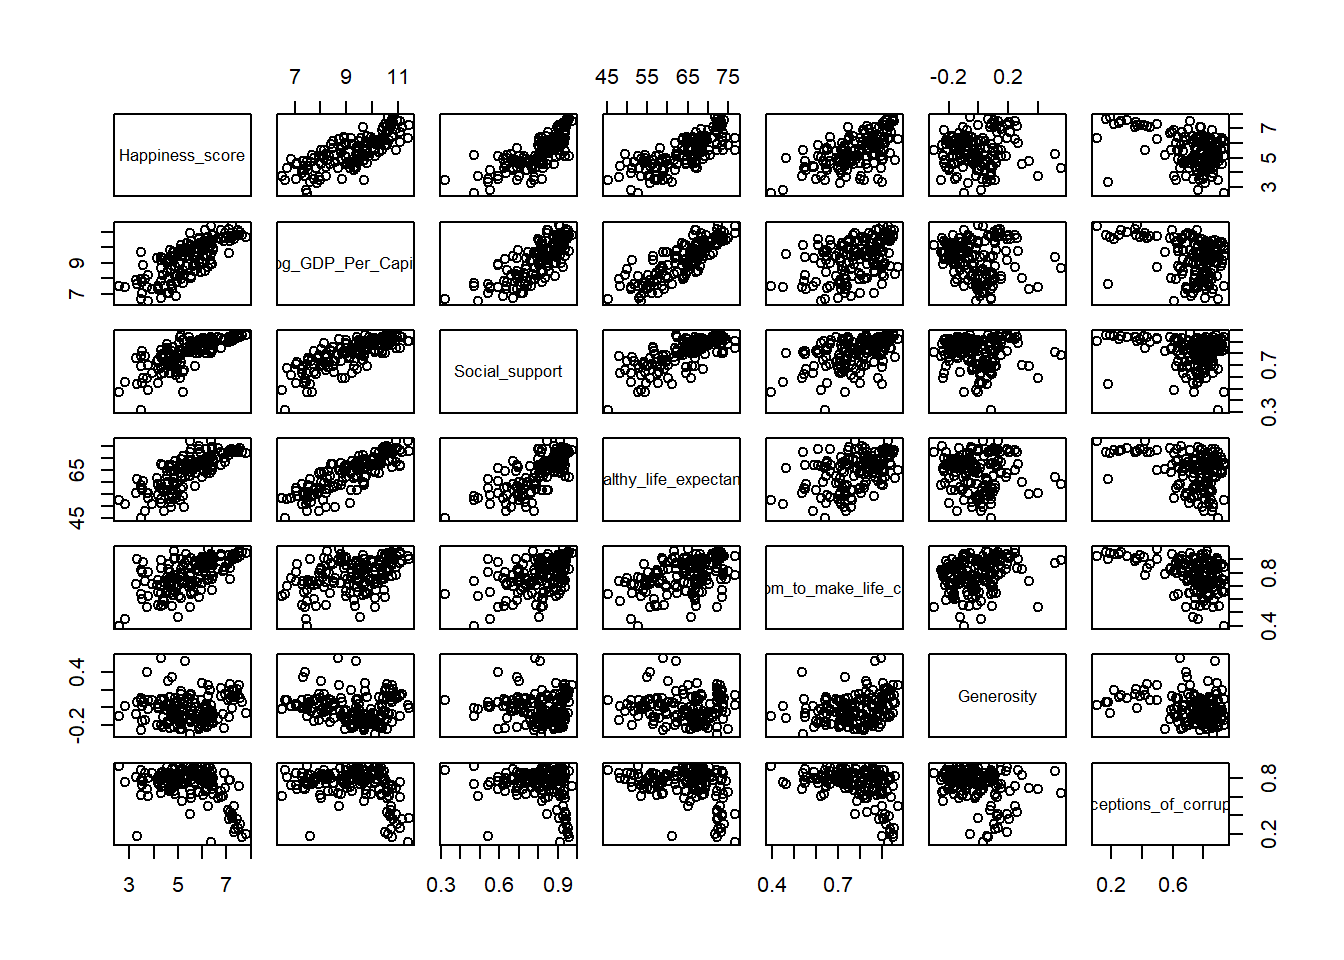 7 9 11 45 55 65 75 -0.2 0.2
Happiness_score
3 5 7
7 9
og_GDP_Per_Capi
Social_support
0.3 0.7
45 65
althy_life_expectan
om_to_make_life_c
0.4 0.8
-0.2 0.4
Generosity
ceptions_of_corrup
0.2 0.8
3 5 7 0.3 0.6 0.9 0.4 0.7 0.2 0.6